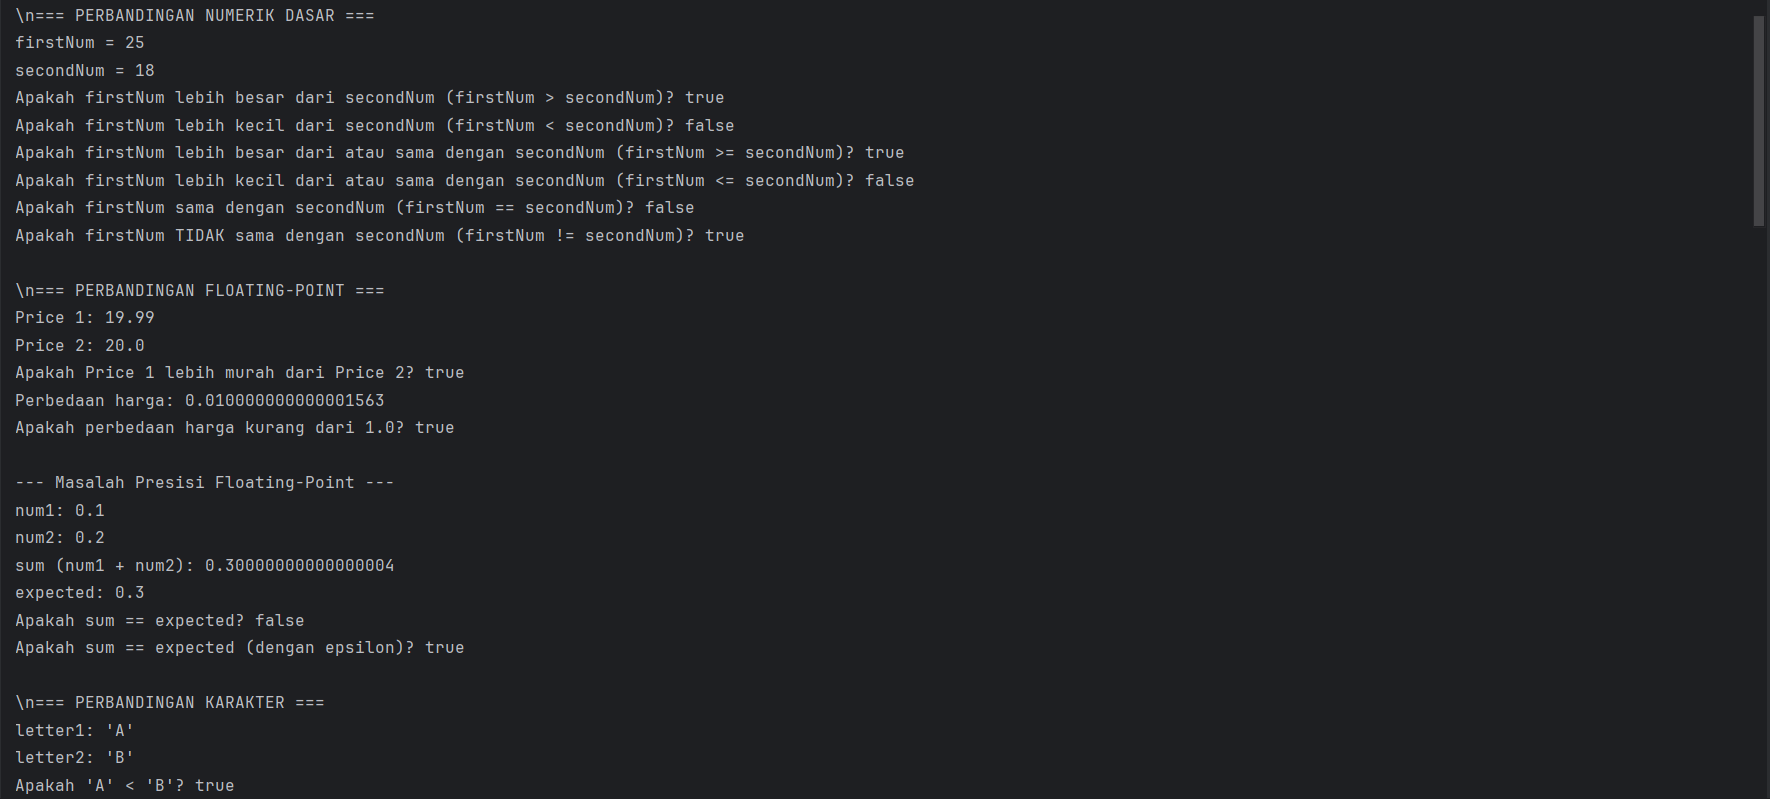 \n=== PERBANDINGAN NUMERIK DASAR ===
firstNum = 25
secondNum = 18
Apakah firstNum lebih besar dari secondNum (firstNum > secondNum)? true
Apakah firstNum lebih kecil dari secondNum (firstNum < secondNum)? false
Apakah firstNum lebih besar dari atau sama dengan secondNum (firstNum >= secondNum)? true
Apakah firstNum lebih kecil dari atau sama dengan secondNum (firstNum <= secondNum)? false
Apakah firstNum sama dengan secondNum (firstNum == secondNum)? false
Apakah firstNum TIDAK sama dengan secondNum (firstNum != secondNum)? true
\n=== PERBANDINGAN FLOATING-POINT ===
Price 1: 19.99
Price 2: 20.0
Apakah Price 1 lebih murah dari Price 2? true
Perbedaan harga: 0.010000000000001563
Apakah perbedaan harga kurang dari 1.0? true
--- Masalah Presisi Floating-Point ---
num1: 0.1
num2: 0.2
sum (num1 + num2): 0.30000000000000004
expected: 0.3
Apakah sum == expected? false
Apakah sum == expected (dengan epsilon)? true
\n=== PERBANDINGAN KARAKTER ===
letter1: 'A'
letter2: 'B'
Apakah 'A' < 'B'? true